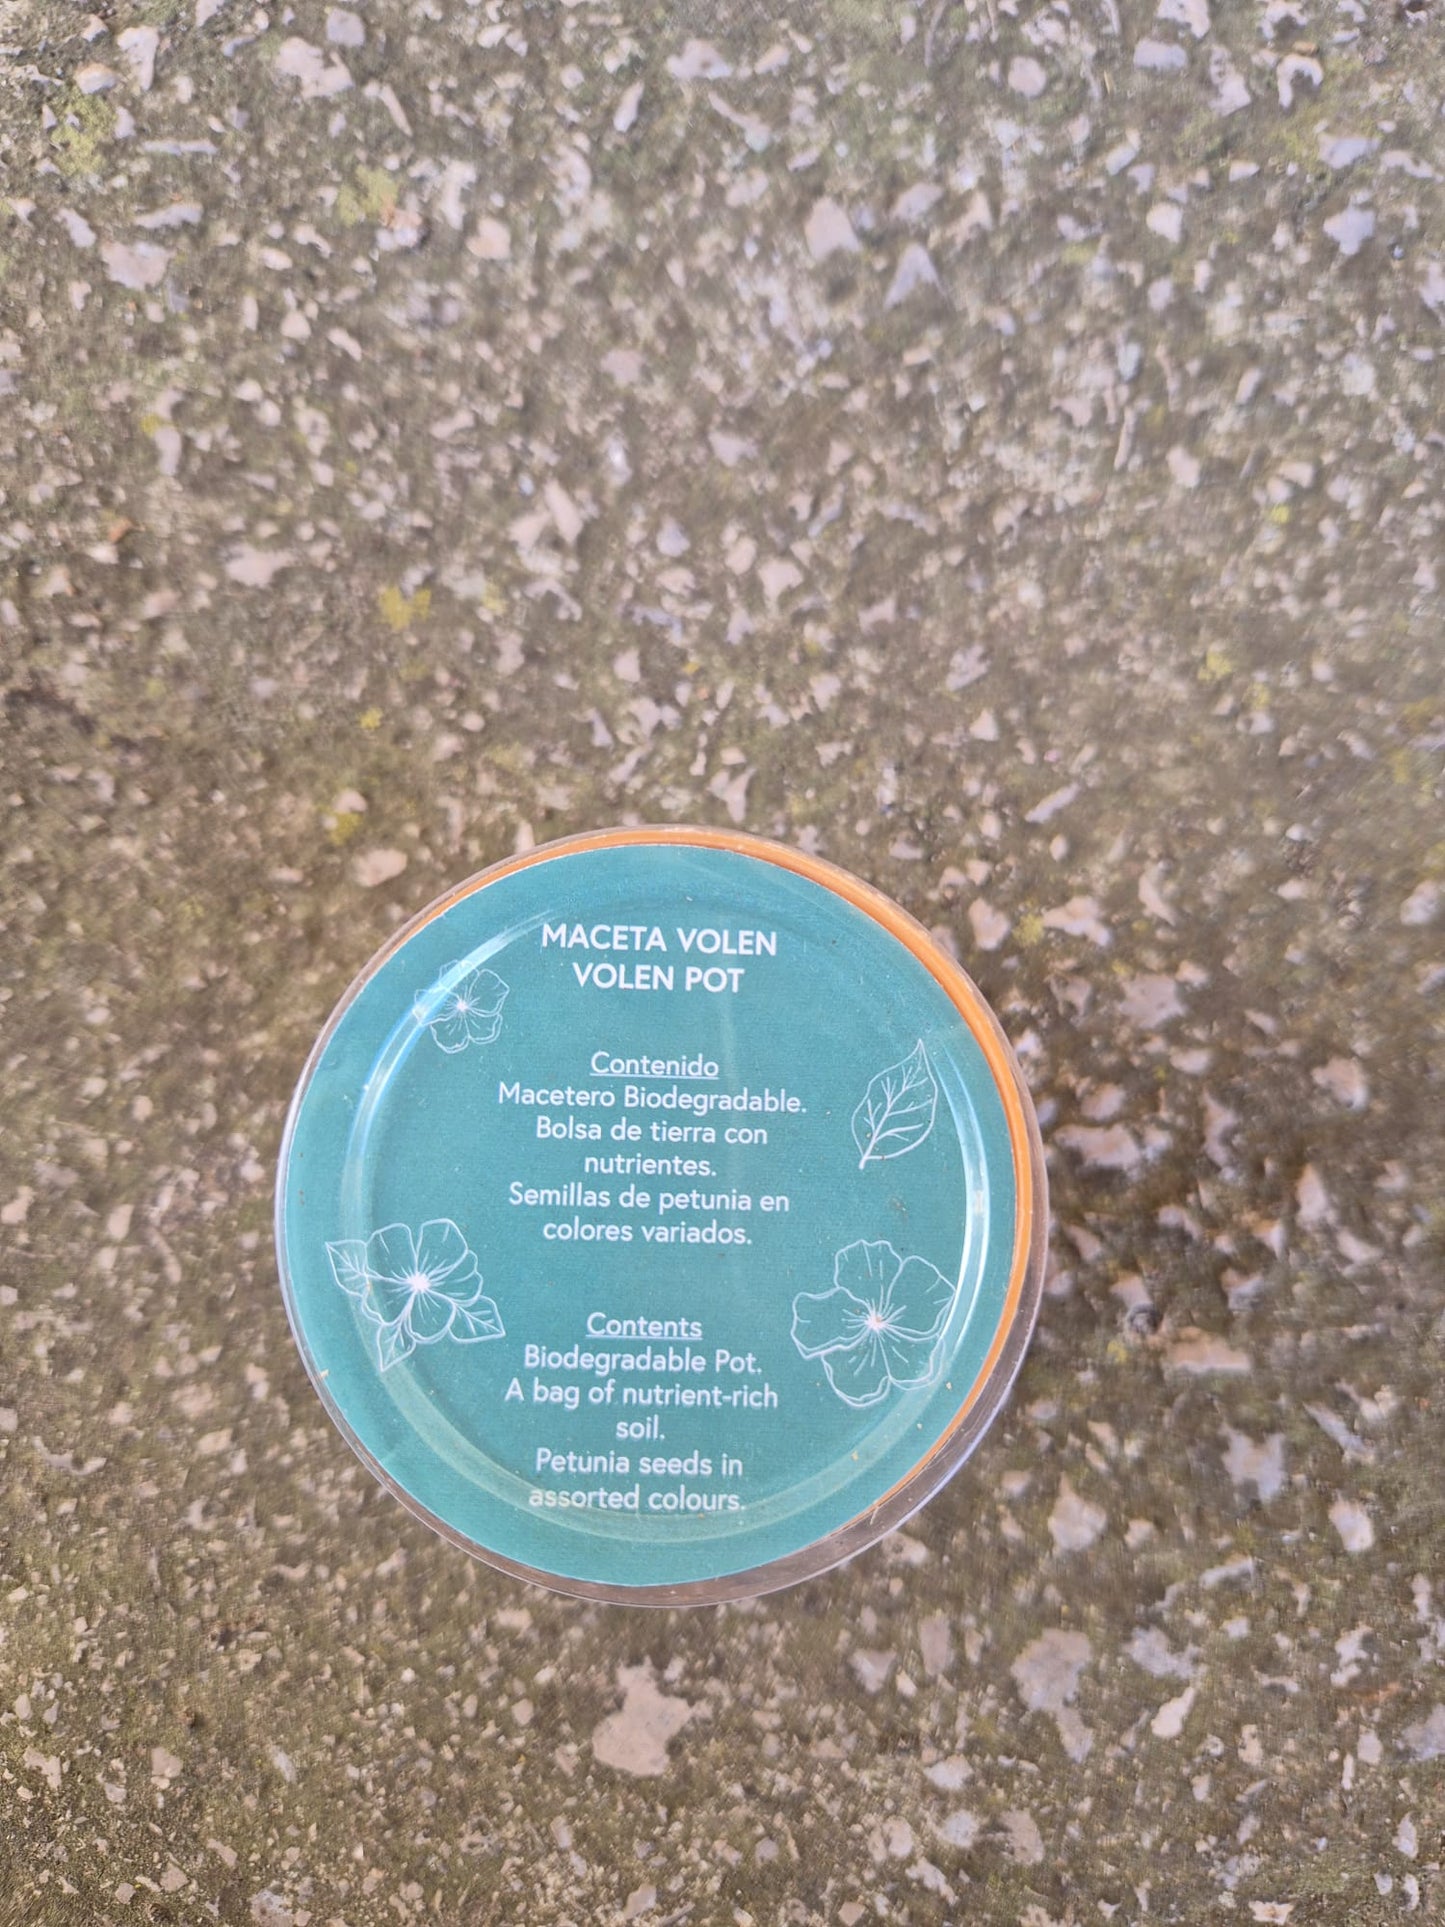 MACETA VOLEN
VOLEN POT
Contenido
Macetero Biodegradable.
Bolsa de tierra con
nutrientes.
Semillas de petunia en
colores variados.
Contents
Biodegradable Pot.
A bag of nutrient-rich
soil.
Petunia seeds in
assorted colours.